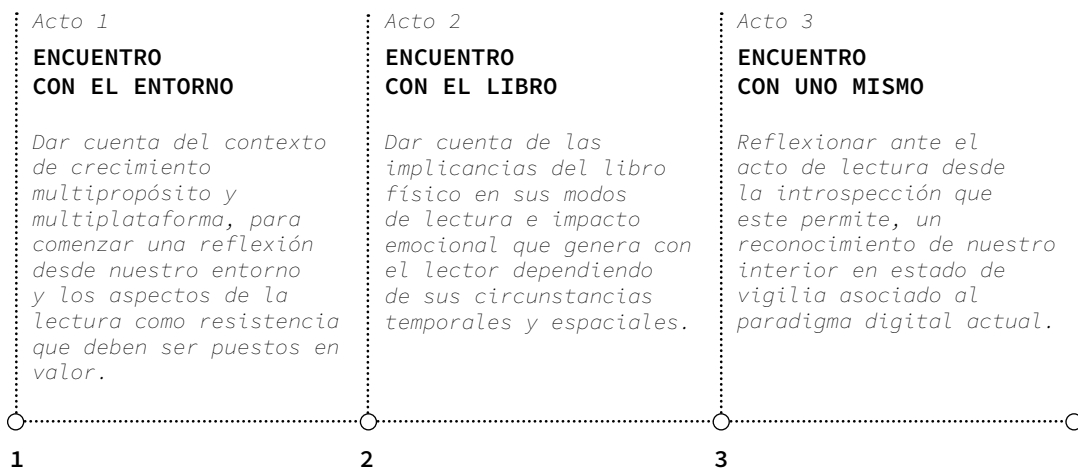 Acto 1
ENCUENTRO
CON EL ENTORNO
Dar cuenta del contexto
de crecimiento
multipropósito y
multiplataforma, para
comenzar una reflexión
desde nuestro entorno
y los aspectos de la
lectura como resistencia
que deben ser puestos en
valor.
Acto 2
ENCUENTRO
CON EL LIBRO
Dar cuenta de las
implicancias del libro
físico en sus modos
de lectura e impacto
emocional que genera con
el lector dependiendo
de sus circunstancias
temporales y espaciales.
Acto 3
ENCUENTRO
CON UNO MISMO
Reflexionar ante el
acto de lectura desde
la introspección que
este permite, un
reconocimiento de nuestro
interior en estado de
vigilia asociado al
paradigma digital actual.
1
2
3